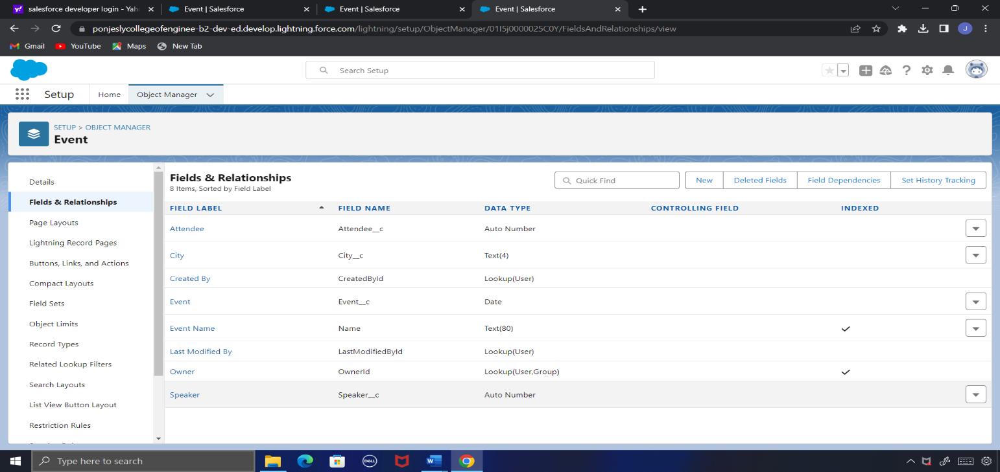 salesforce developer login - Yah
Event | Salesforce
Event | Salesforce
Event | Salesforce
ponjeslycollegeofenginee-b2-dev-ed.develop.lightning.force.com/lightning/setup/ObjectManager/01I5j0000025C0Y/FieldsAndRelationships/view
J
Gmail YouTube Maps New Tab
Search Setup
Setup Home Object Manager
SETUP > OBJECT MANAGER
Event
Details
Fields & Relationships
Page Layouts
Lightning Record Pages
Buttons, Links, and Actions
Compact Layouts
Field Sets
Object Limits
Record Types
Related Lookup Filters
Search Layouts
List View Button Layout
Restriction Rules
Fields & Relationships
8 Items, Sorted by Field Label
Quick Find New Deleted Fields Field Dependencies Set History Tracking
FIELD LABEL FIELD NAME DATA TYPE CONTROLLING FIELD INDEXED
Attendee Attendee__c Auto Number
City City__c Text(4)
Created By CreatedById Lookup(User)
Event Event__c Date
Event Name Name Text(80)
Last Modified By LastModifiedById Lookup(User)
Owner OwnerId Lookup(User,Group)
Speaker Speaker__c Auto Number
Type here to search
DELL
W